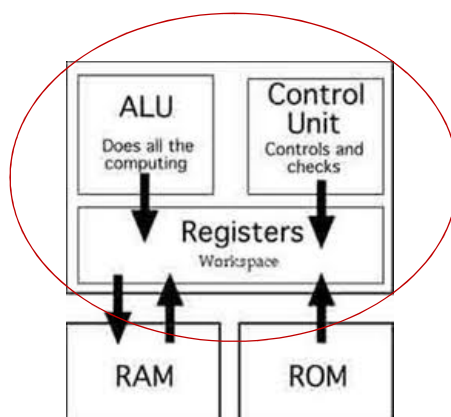 ALU
Does all the
computing
Control
Unit
Controls and
checks
Registers
Workspace
RAM
ROM